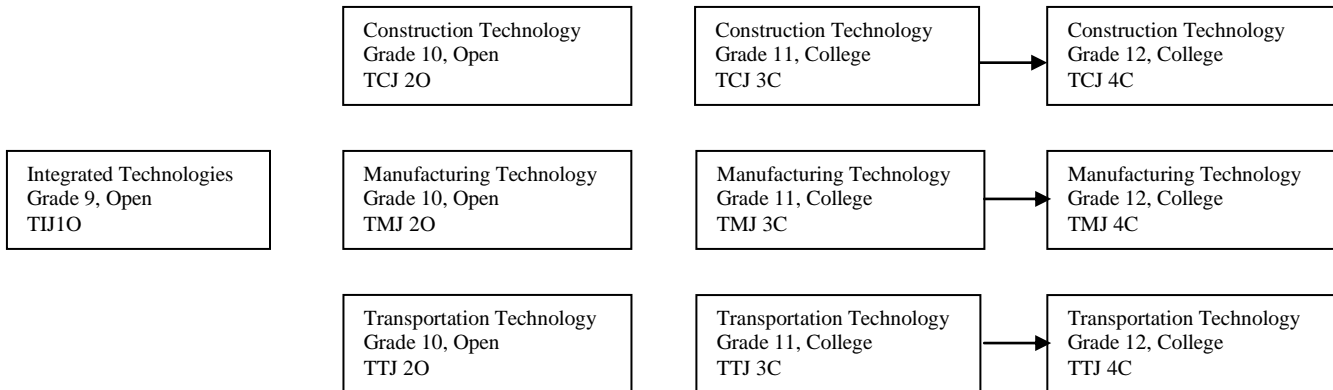 Construction Technology
Grade 10, Open
TCJ 2O
Construction Technology
Grade 11, College
TCJ 3C
Construction Technology
Grade 12, College
TCJ 4C
Integrated Technologies
Grade 9, Open
TIJ1O
Manufacturing Technology
Grade 10, Open
TMJ 2O
Manufacturing Technology
Grade 11, College
TMJ 3C
Manufacturing Technology
Grade 12, College
TMJ 4C
Transportation Technology
Grade 10, Open
TTJ 2O
Transportation Technology
Grade 11, College
TTJ 3C
Transportation Technology
Grade 12, College
TTJ 4C